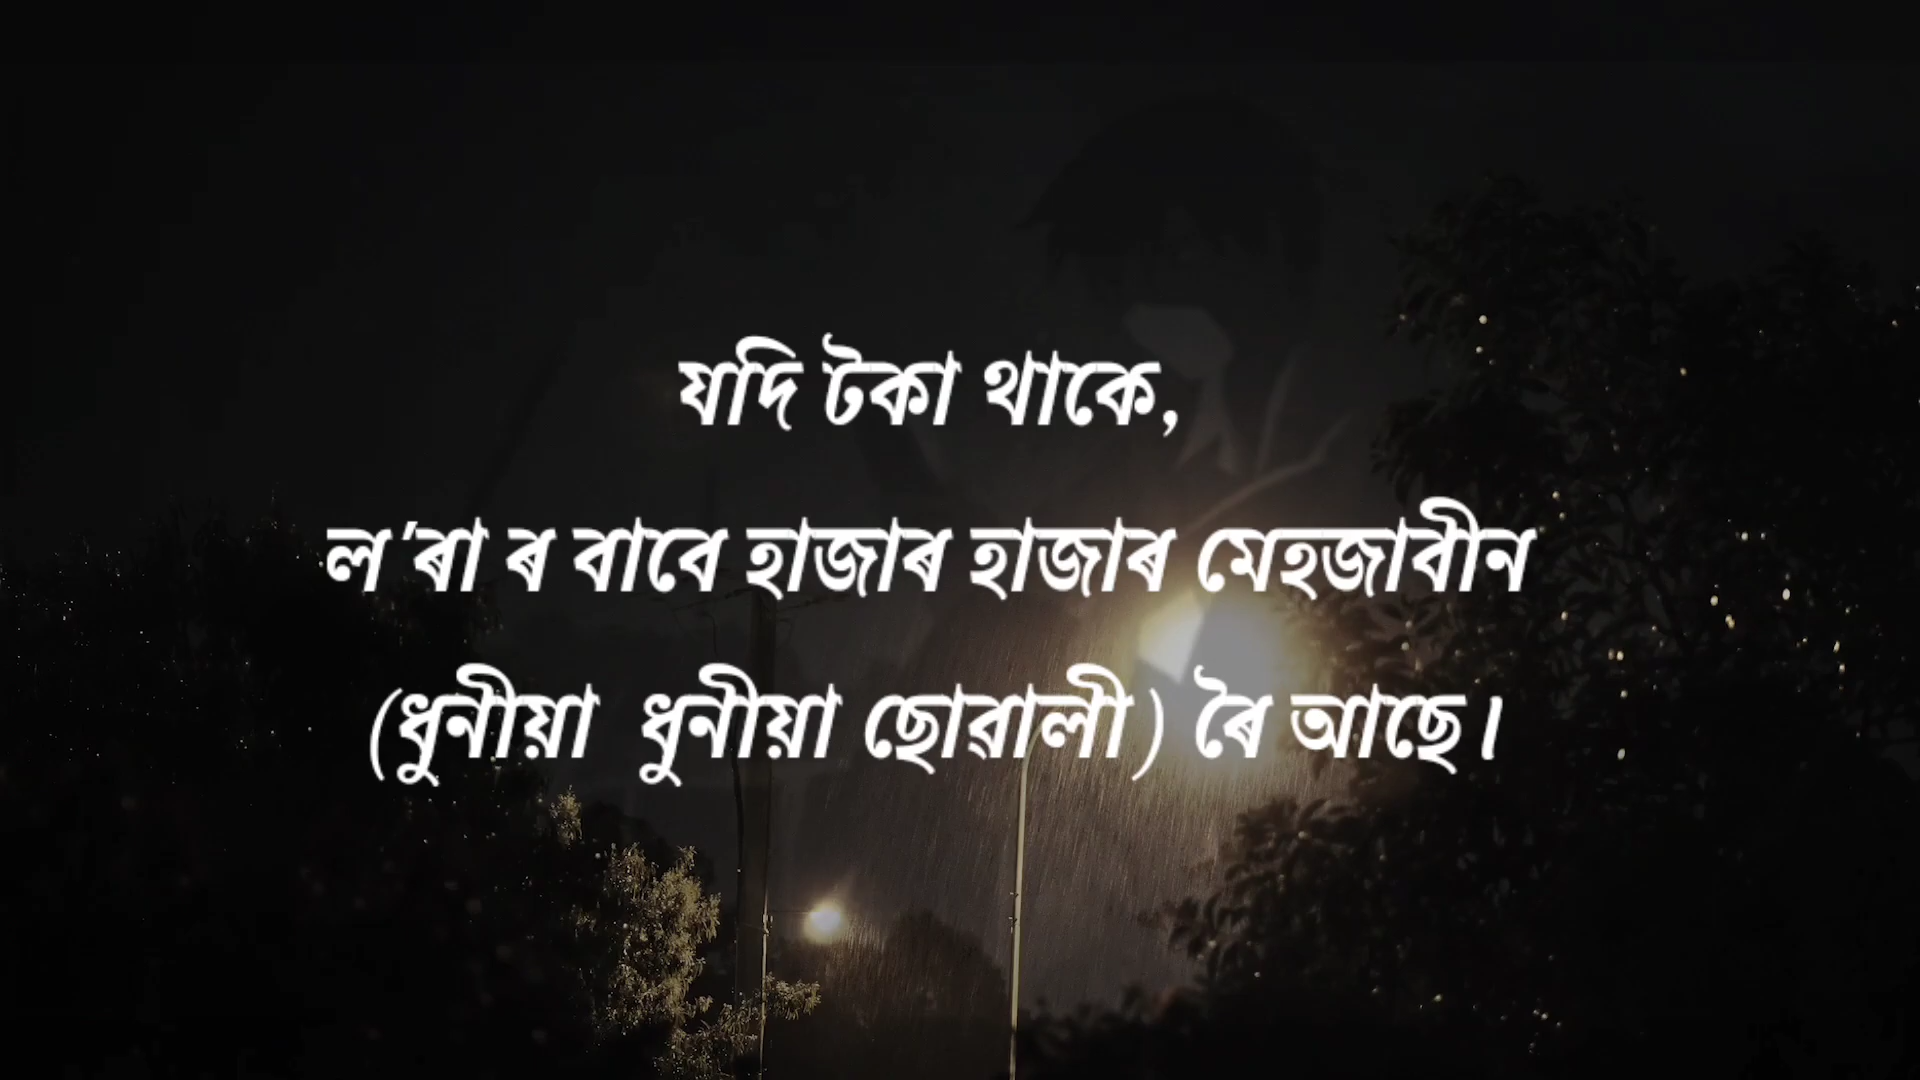 যদি টকা থাকে,
ল'ৰা ৰ বাবে হাজাৰ হাজাৰ মেহজাবীন
(ধুনীয়া ধুনীয়া ছোৱালী) ৰৈ আছে।